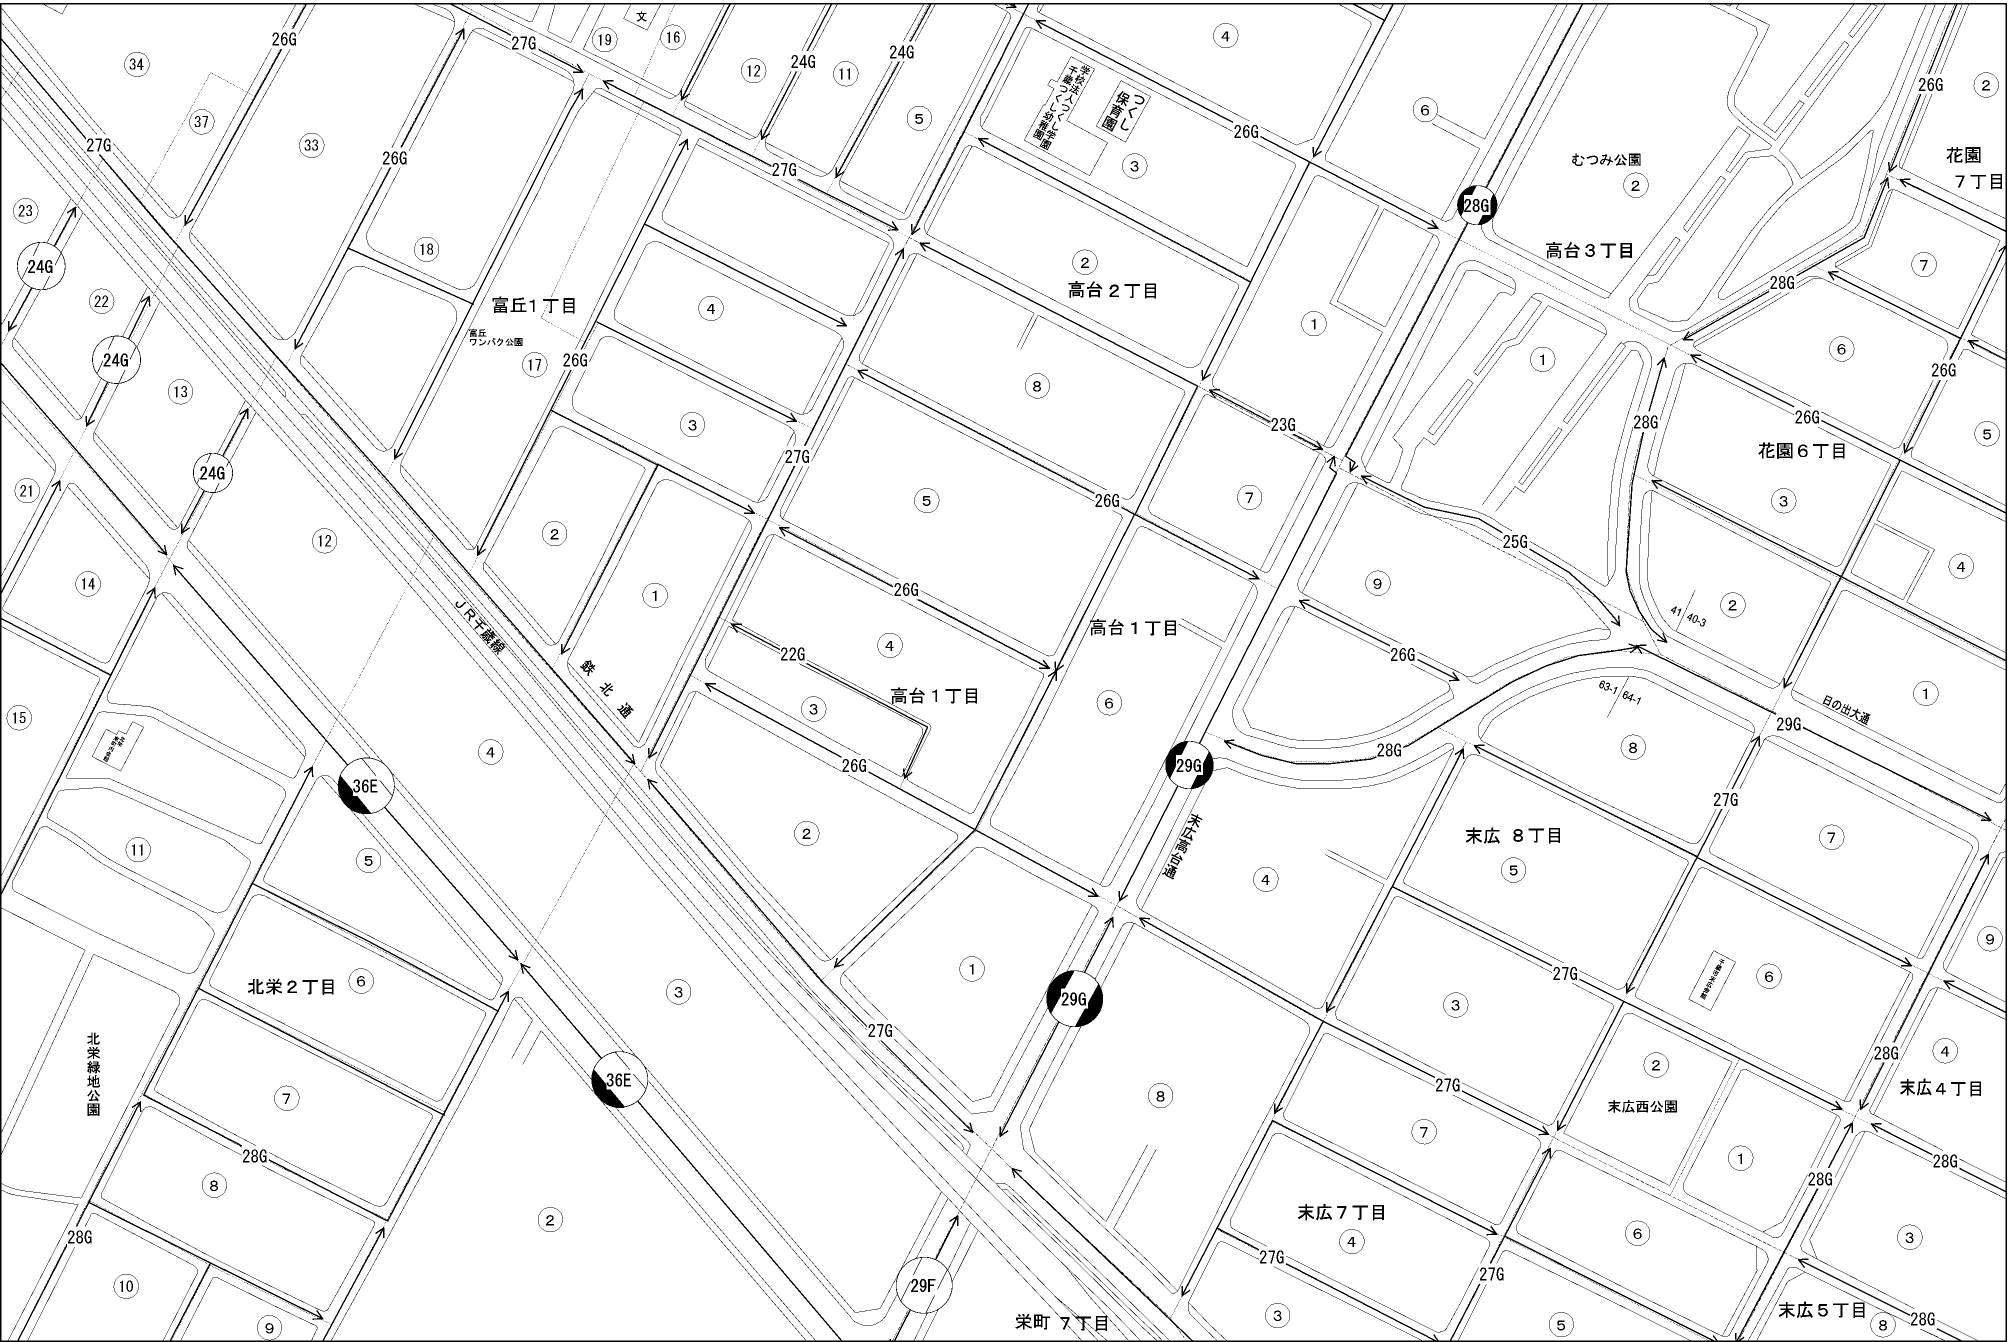 26G
27G
19
文
16
4
34
12
24G
11
24G
26G
2
37
33
5
学校法人つくし学園
千歳つくし幼稚園
つくし
保育園
6
26G
27G
26G
27G
3
むつみ公園
2
花園
7丁目
23
18
28G
24G
高台3丁目
7
22
富丘1丁目
4
2
高台2丁目
28G
24G
富丘
ワンパク公園
17
26G
8
1
1
6
26G
13
3
23G
28G
26G
5
24G
27G
花園6丁目
21
12
2
5
26G
7
3
25G
14
1
26G
9
4
JR千歳線
4
高台1丁目
2
41
40-3
22G
26G
15
鉄北通
3
高台1丁目
6
63-1
64-1
1
日の出大通
4
26G
29G
28G
8
29G
36E
2
末広高台通
27G
11
5
4
末広 8丁目
5
7
北栄2丁目
6
3
1
29G
27G
6
9
3
27G
北栄緑地公園
7
36E
8
27G
2
末広西公園
28G
4
末広4丁目
28G
8
7
1
28G
28G
2
末広7丁目
4
6
3
28G
10
9
29F
27G
27G
栄町 7丁目
3
5
末広5丁目
8
28G